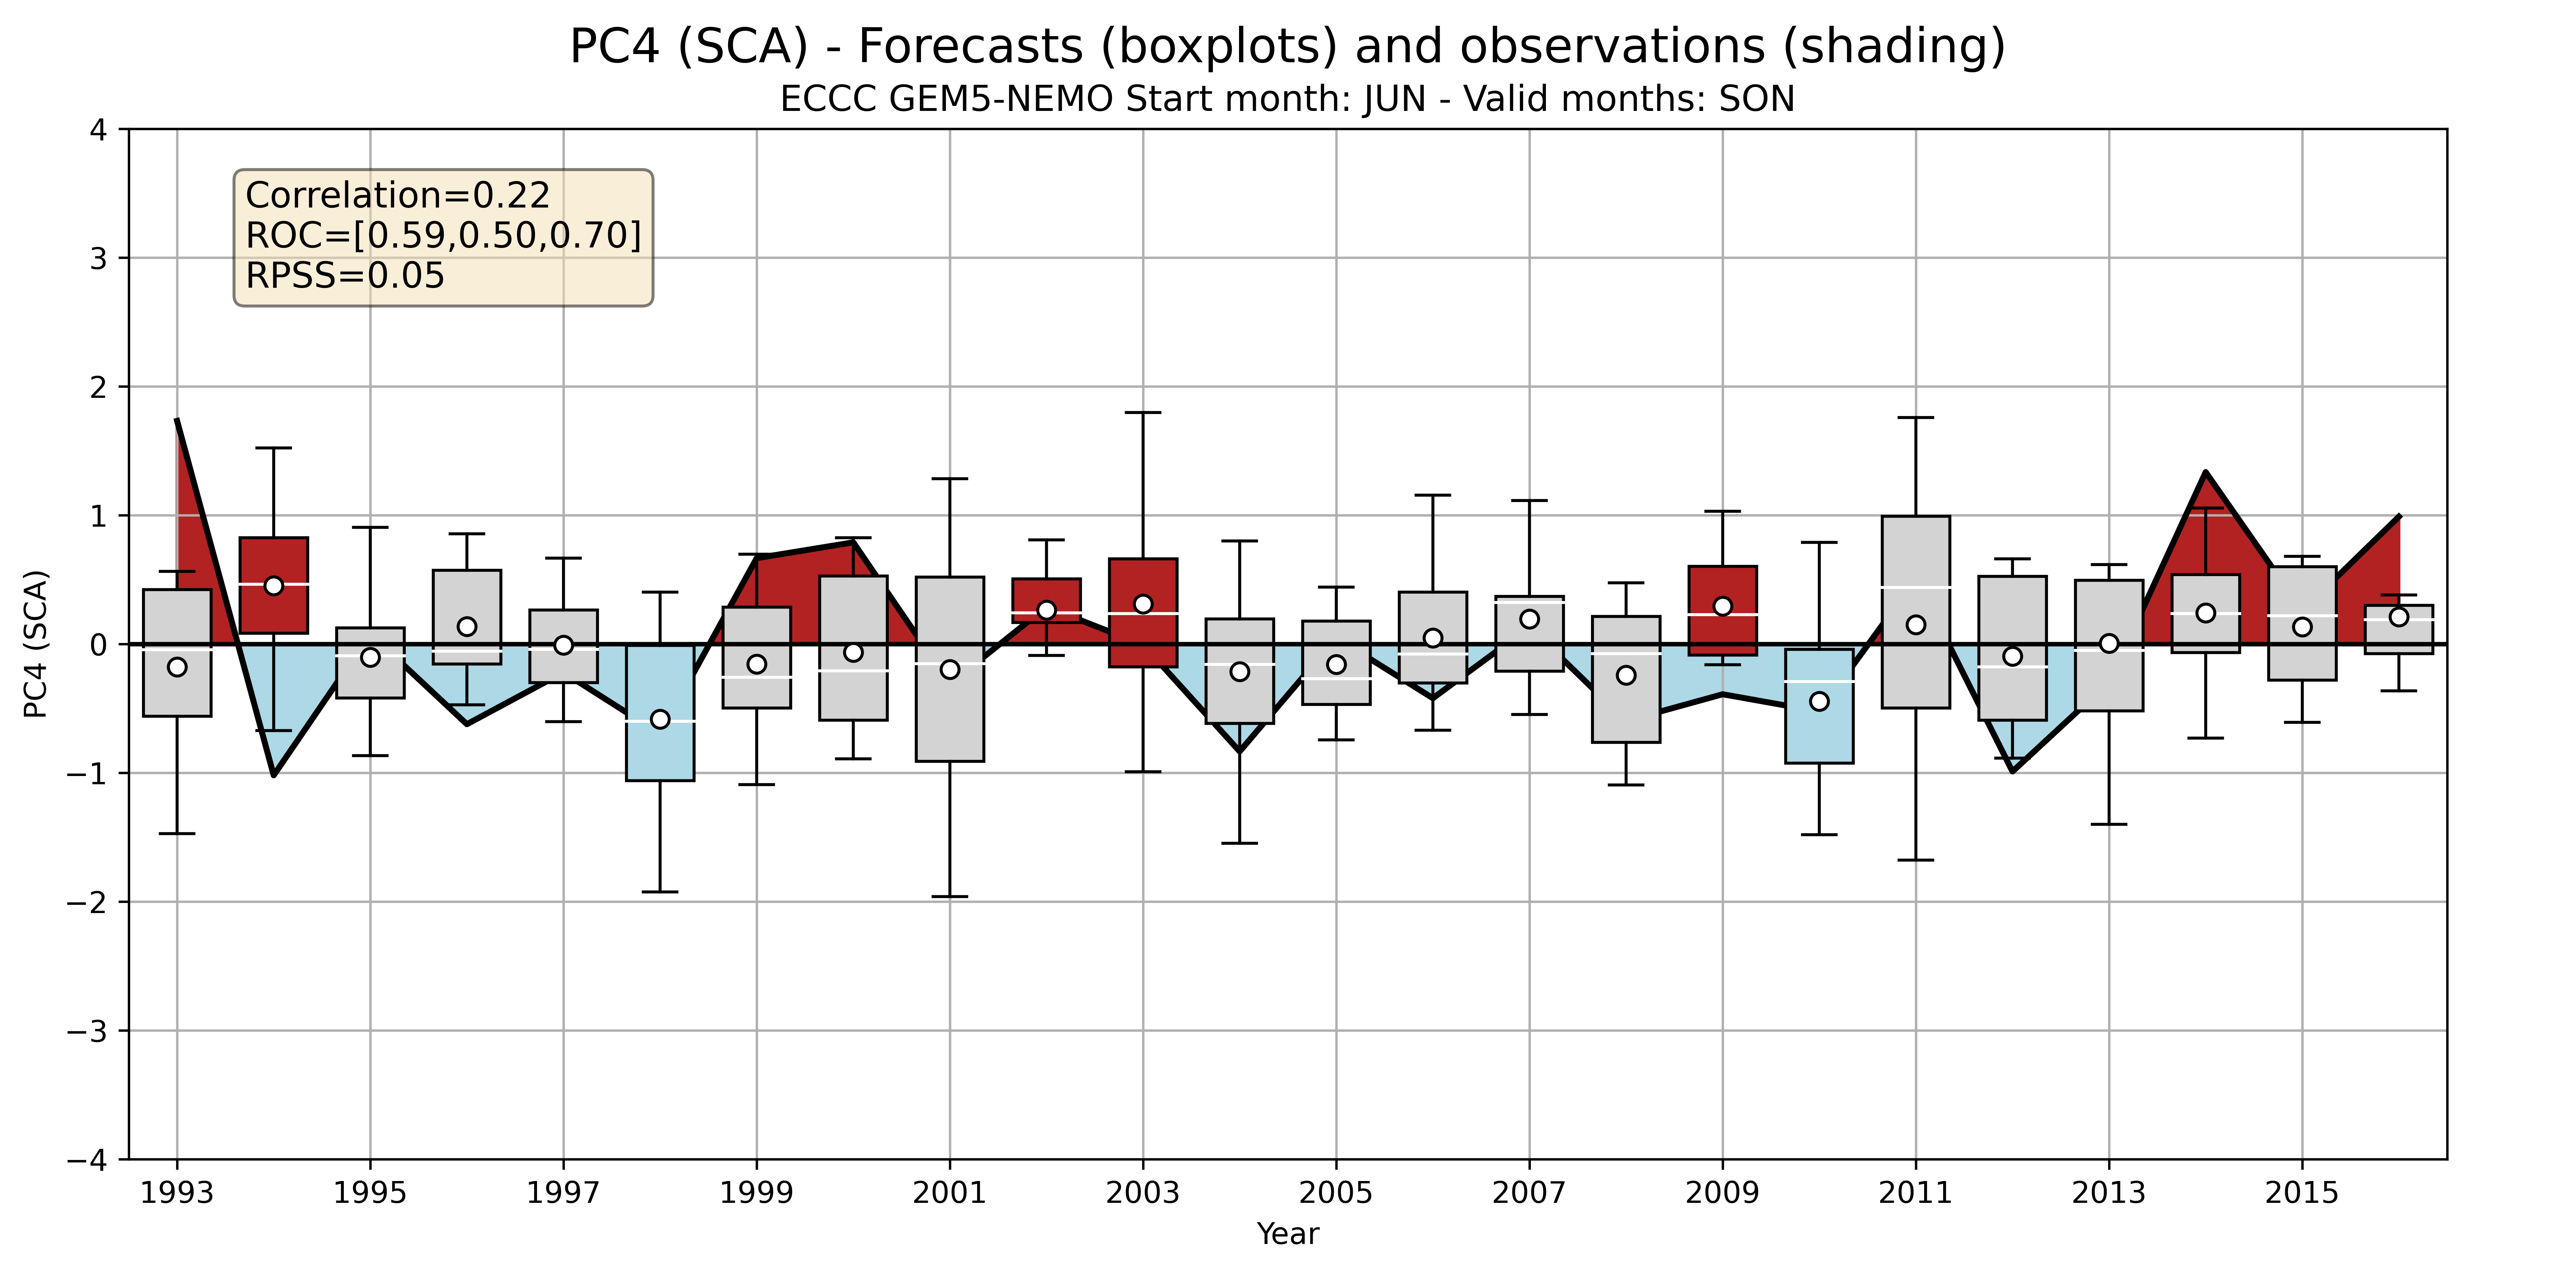 PC4 (SCA) - Forecasts (boxplots) and observations (shading)
ECCC GEM5-NEMO Start month: JUN - Valid months: SON
Correlation=0.22
ROC=[0.59,0.50,0.70]
RPSS=0.05
PC4 (SCA)
4
3
2
1
0
−1
−2
−3
−4
1993 1995 1997 1999 2001 2003 2005 2007 2009 2011 2013 2015
Year